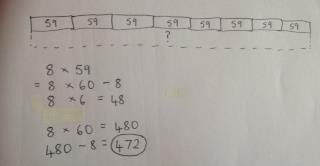 59 59 59 59 59 59 59 59
?
8 × 59
= 8 × 60 - 8
8 × 6 = 48
8 × 60 = 480
480 - 8 = 472